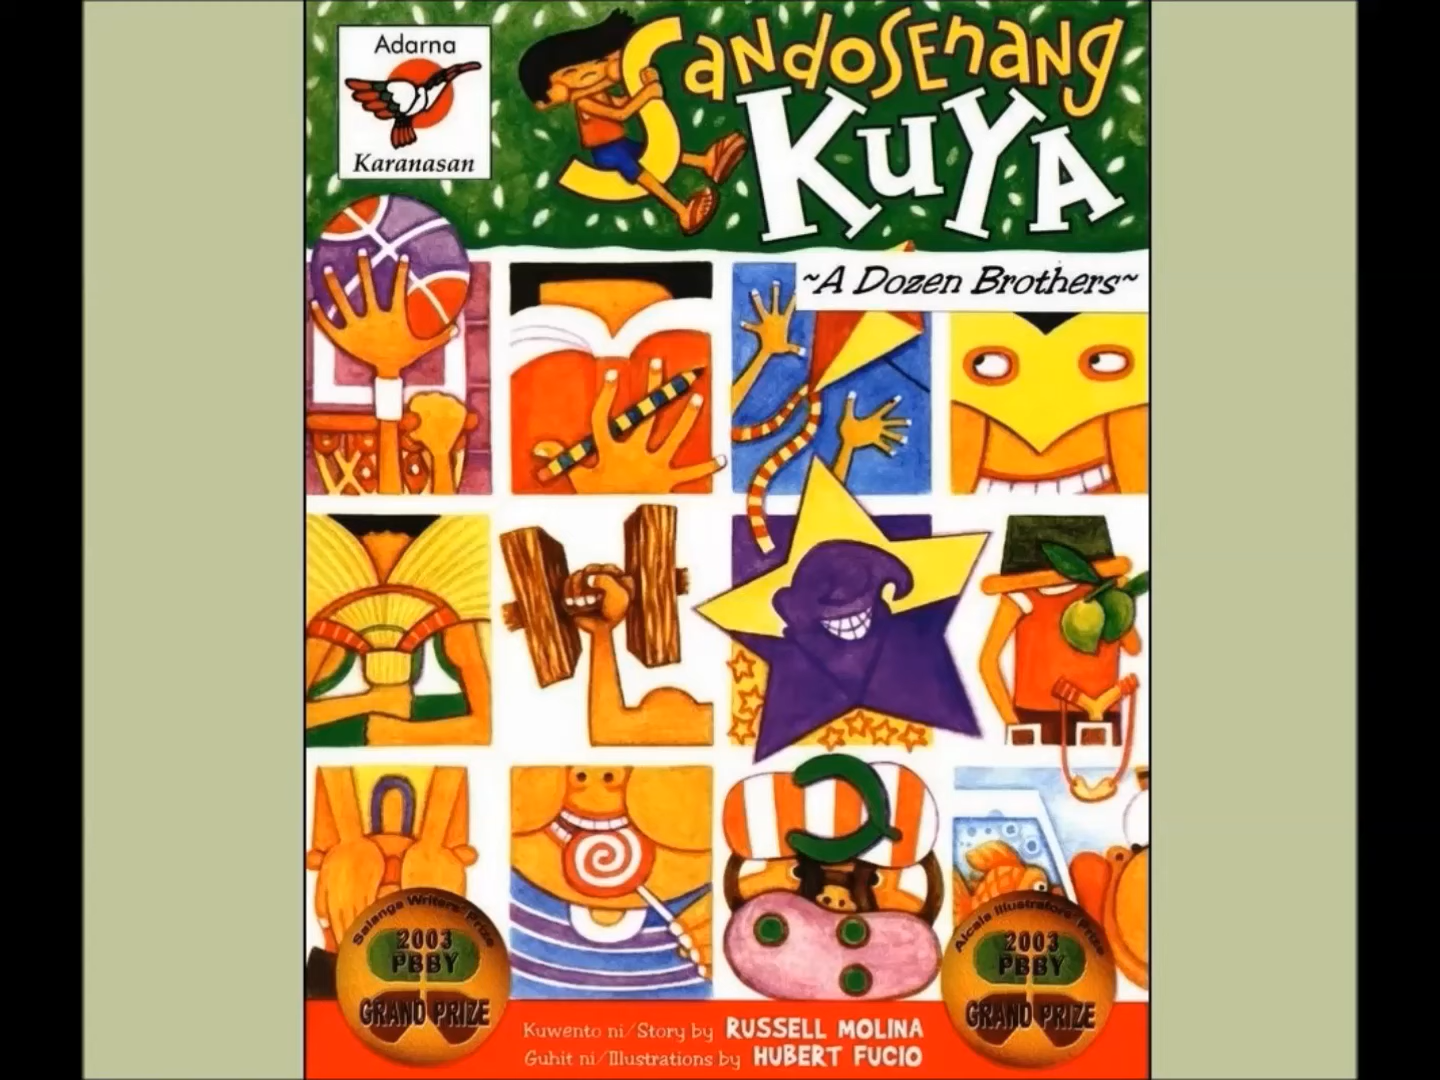 Adarna
Karanasan
Sandosenang
Kuya
~A Dozen Brothers~
Salanga Writers' Prize
2003
PBBY
GRAND PRIZE
Alcala Illustrators' Prize
2003
PBBY
GRAND PRIZE
Kuwento ni/Story by RUSSELL MOLINA
Guhit ni/Illustrations by HUBERT FUCIO